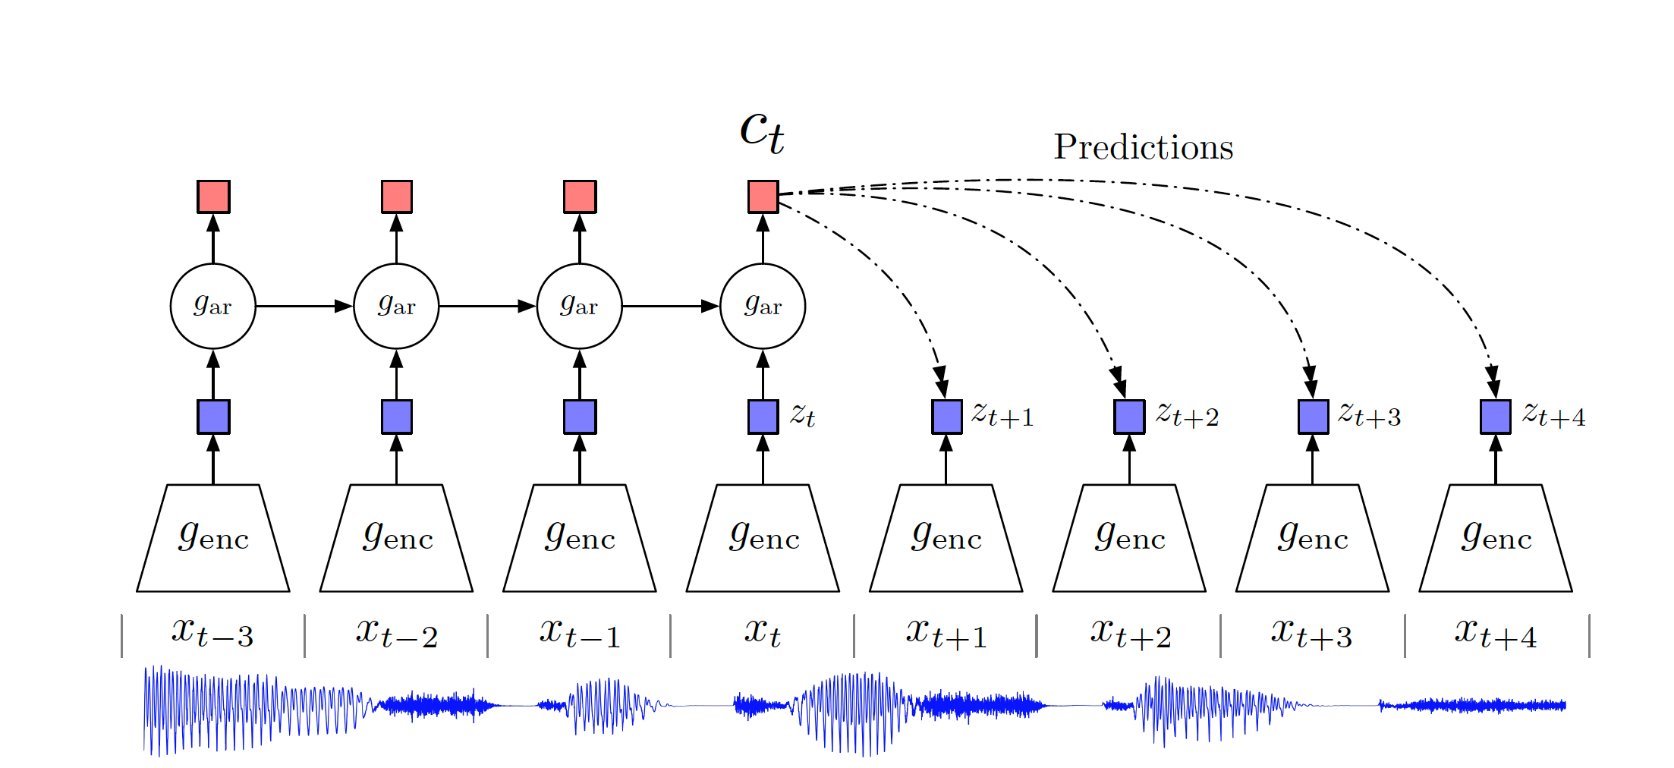 c_t
Predictions
g_ar g_ar g_ar g_ar
z_t z_{t+1} z_{t+2} z_{t+3} z_{t+4}
g_enc g_enc g_enc g_enc g_enc g_enc g_enc g_enc
x_{t-3} x_{t-2} x_{t-1} x_t x_{t+1} x_{t+2} x_{t+3} x_{t+4}